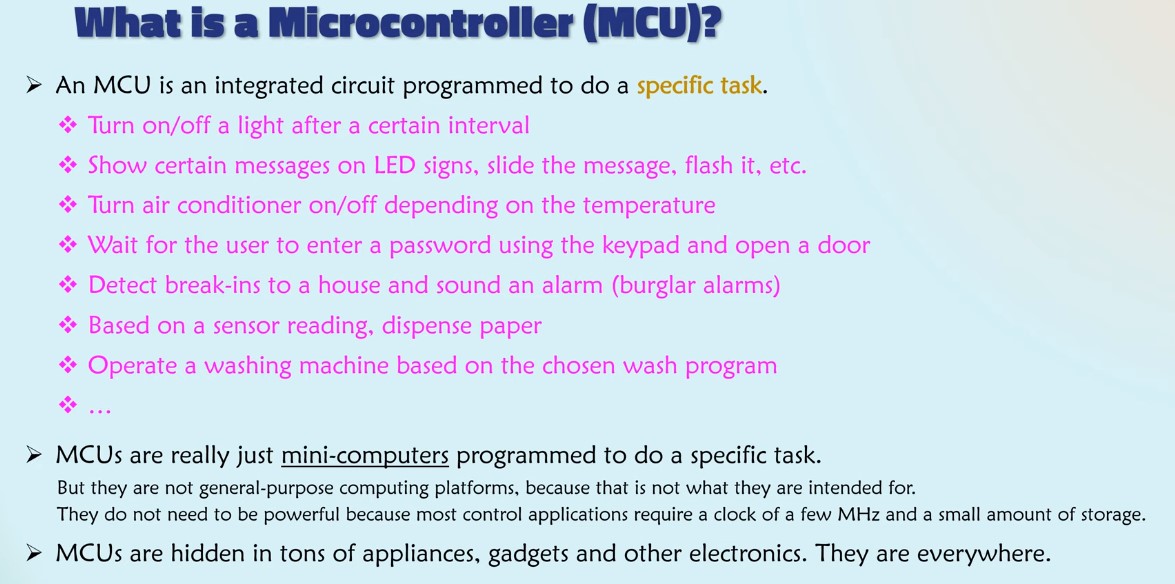 What is a Microcontroller (MCU)?
➢ An MCU is an integrated circuit programmed to do a specific task.
❖ Turn on/off a light after a certain interval
❖ Show certain messages on LED signs, slide the message, flash it, etc.
❖ Turn air conditioner on/off depending on the temperature
❖ Wait for the user to enter a password using the keypad and open a door
❖ Detect break-ins to a house and sound an alarm (burglar alarms)
❖ Based on a sensor reading, dispense paper
❖ Operate a washing machine based on the chosen wash program
❖ ...
➢ MCUs are really just mini-computers programmed to do a specific task.
But they are not general-purpose computing platforms, because that is not what they are intended for.
They do not need to be powerful because most control applications require a clock of a few MHz and a small amount of storage.
➢ MCUs are hidden in tons of appliances, gadgets and other electronics. They are everywhere.